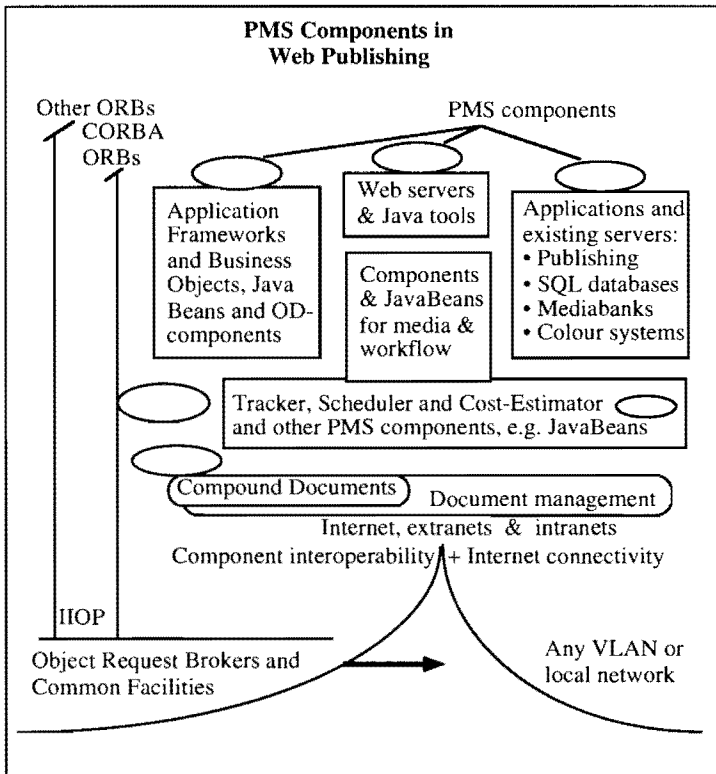 PMS Components in
Web Publishing
Other ORBs
CORBA
ORBs
PMS components
Application
Frameworks
and Business
Objects, Java
Beans and OD-
components
Web servers
& Java tools
Components
& JavaBeans
for media &
workflow
Applications and
existing servers:
• Publishing
• SQL databases
• Mediabanks
• Colour systems
Tracker, Scheduler and Cost-Estimator
and other PMS components, e.g. JavaBeans
Compound Documents
Document management
Internet, extranets & intranets
Component interoperability + Internet connectivity
IIOP
Object Request Brokers and
Common Facilities
Any VLAN or
local network